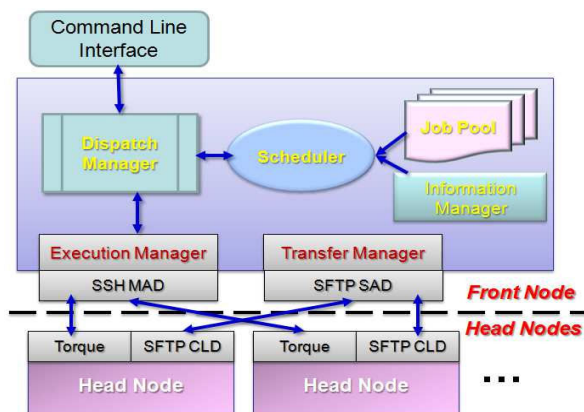 Command Line
Interface
Dispatch
Manager
Scheduler
Job Pool
Information
Manager
Execution Manager
Transfer Manager
SSH MAD
SFTP SAD
Front Node
Head Nodes
Torque
SFTP CLD
Torque
SFTP CLD
Head Node
Head Node
...